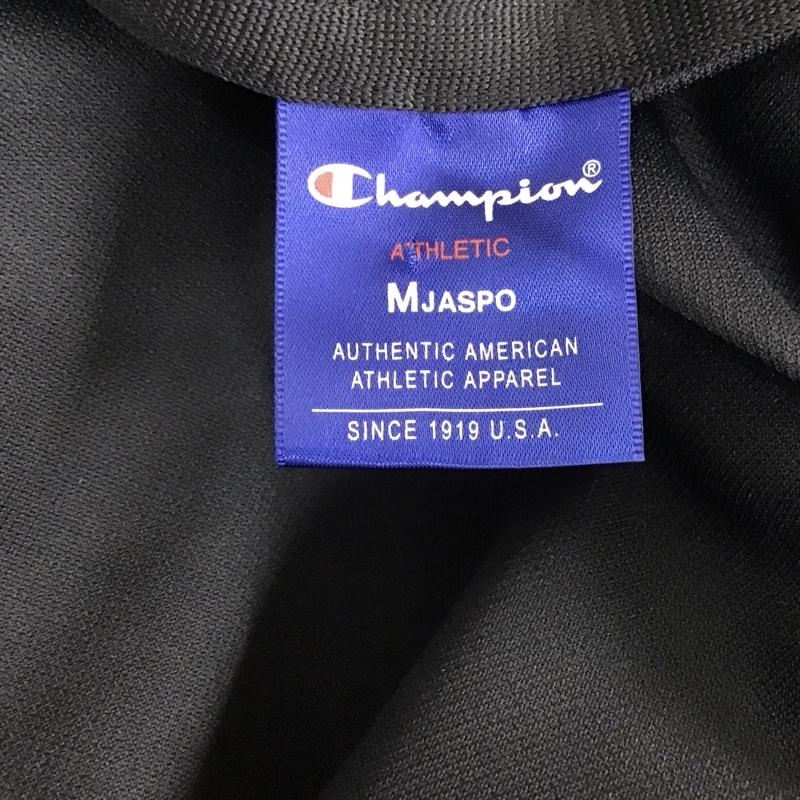 Champion®
ATHLETIC
MJASPO
AUTHENTIC AMERICAN
ATHLETIC APPAREL
SINCE 1919 U.S.A.